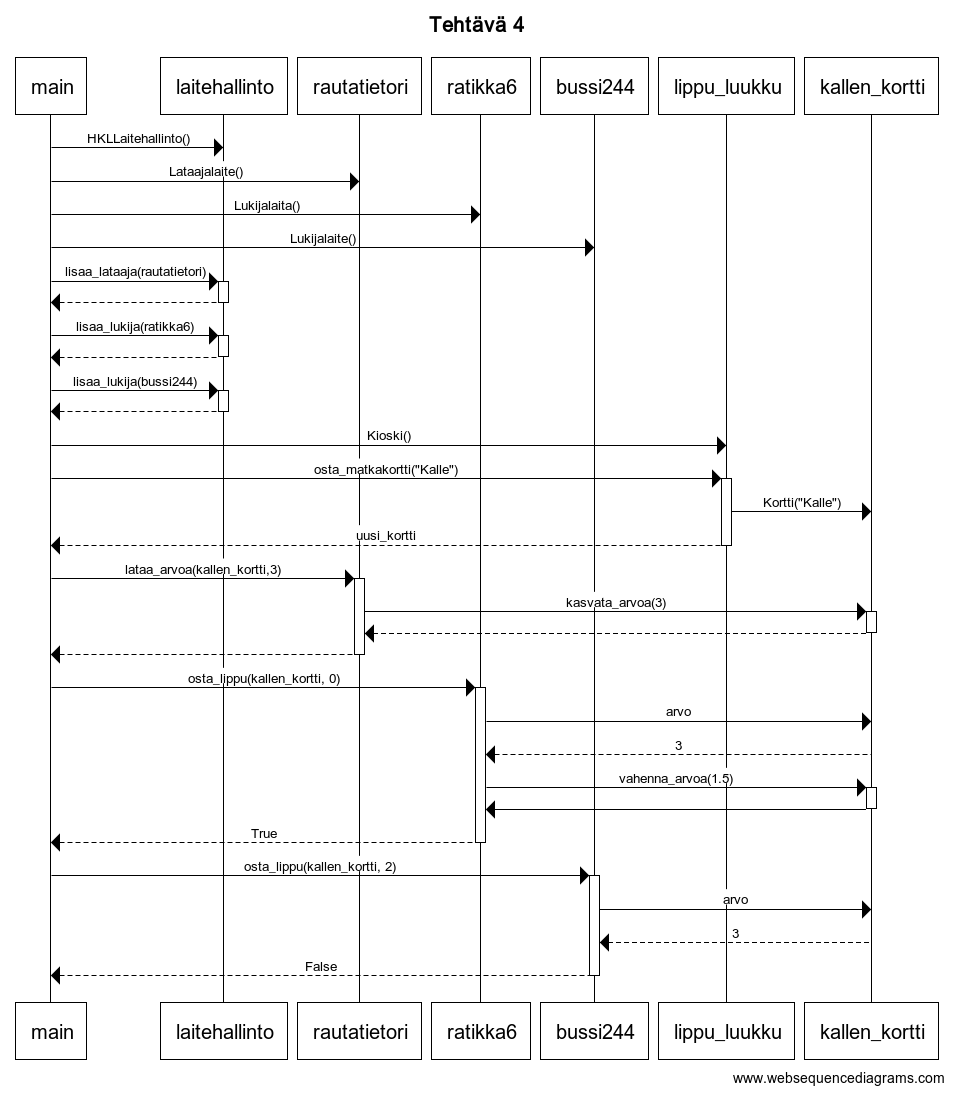 Tehtävä 4
main laitehallinto rautatietori ratikka6 bussi244 lippu_luukku kallen_kortti
HKLLaitehallinto()
Lataajalaite()
Lukijalaita()
Lukijalaite()
lisaa_lataaja(rautatietori)
lisaa_lukija(ratikka6)
lisaa_lukija(bussi244)
Kioski()
osta_matkakortti("Kalle")
Kortti("Kalle")
uusi_kortti
lataa_arvoa(kallen_kortti,3)
kasvata_arvoa(3)
osta_lippu(kallen_kortti, 0)
arvo
3
vahenna_arvoa(1.5)
True
osta_lippu(kallen_kortti, 2)
arvo
3
False
main laitehallinto rautatietori ratikka6 bussi244 lippu_luukku kallen_kortti
www.websequencediagrams.com